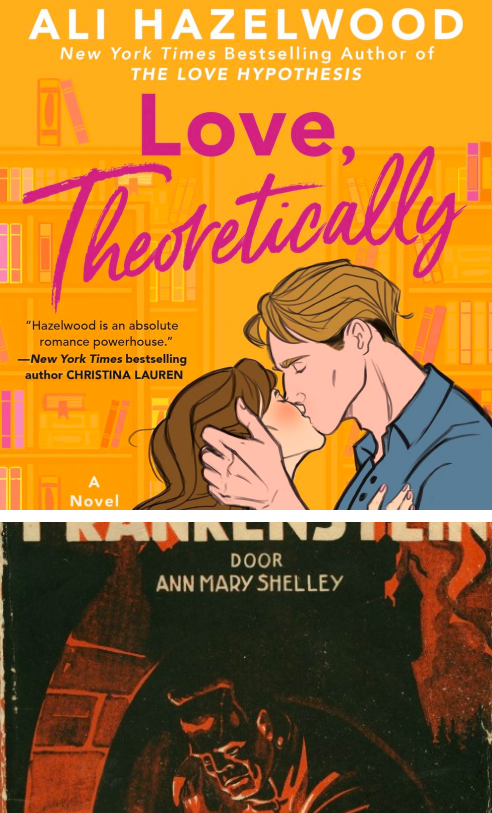 ALI HAZELWOOD
New York Times Bestselling Author of
THE LOVE HYPOTHESIS
Love,
Theoretically
“Hazelwood is an absolute
romance powerhouse.”
—New York Times bestselling
author CHRISTINA LAUREN
A
Novel
FRANKENSTEIN
DOOR
ANN MARY SHELLEY